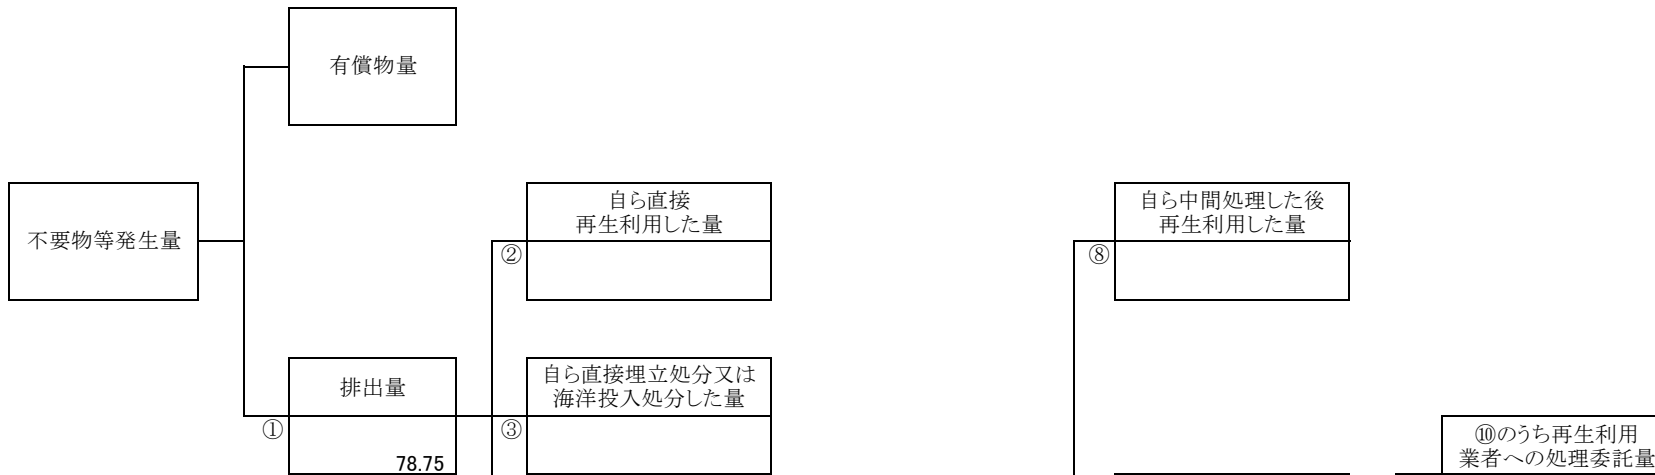 有償物量
不要物等発生量
自ら直接
再生利用した量
②
自ら中間処理した後
再生利用した量
⑧
排出量
①
78.75
自ら直接埋立処分又は
海洋投入処分した量
③
⑩のうち再生利用
業者への処理委託量